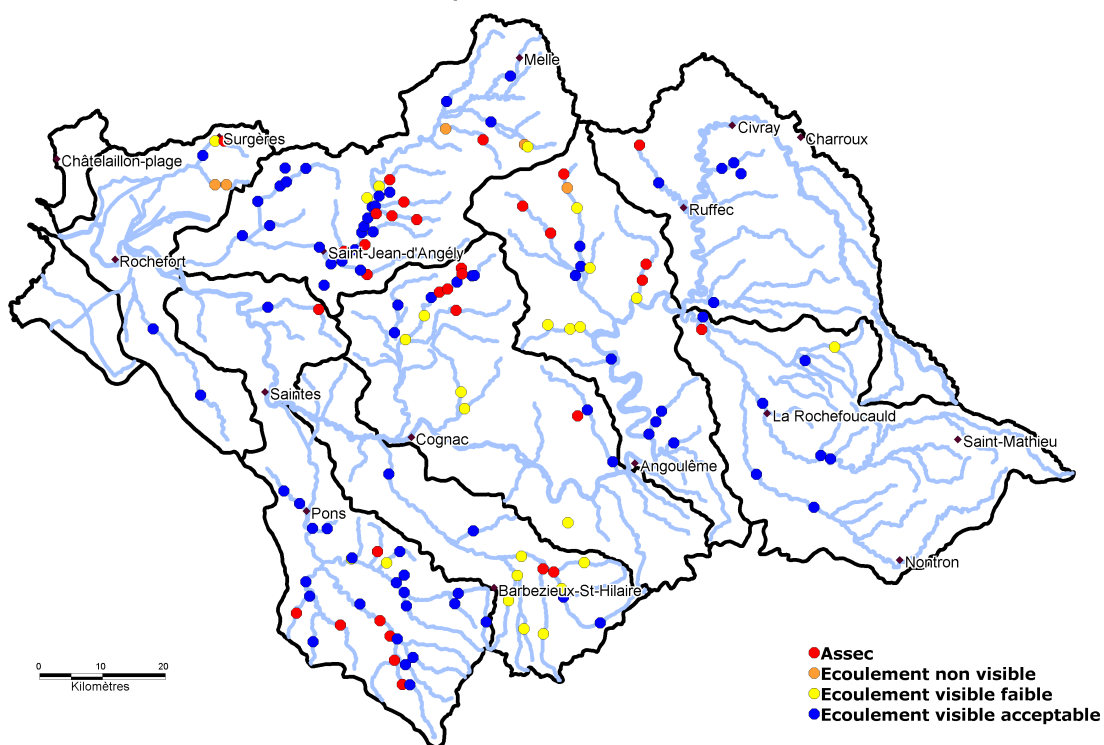 Melle
Civray
Charroux
Surgères
Châtelaillon-plage
Ruffec
Saint-Jean-d'Angély
Rochefort
Saintes
La Rochefoucauld
Cognac
Saint-Mathieu
Angoulême
Pons
Nontron
Barbezieux-St-Hilaire
0 10 20
Kilomètres
Assec
Ecoulement non visible
Ecoulement visible faible
Ecoulement visible acceptable